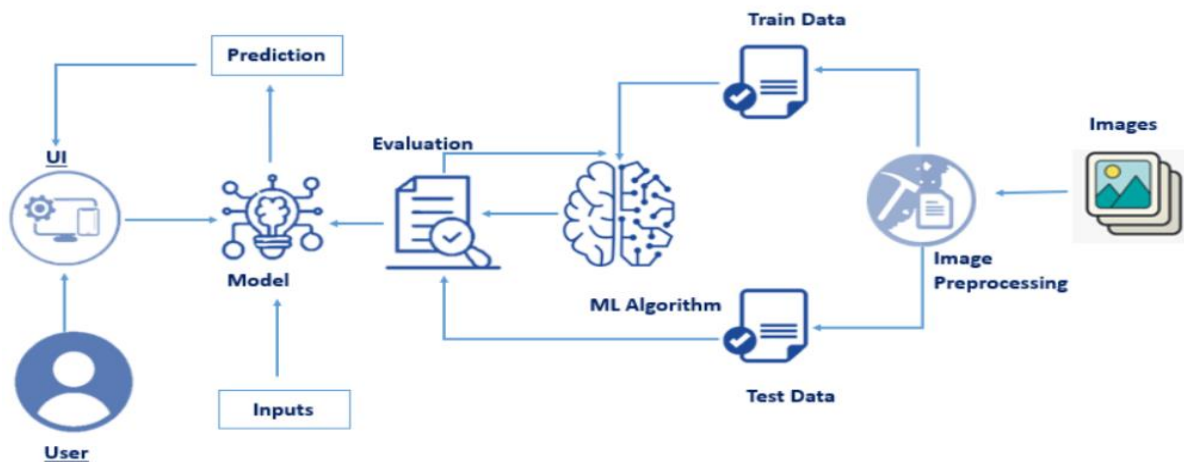 Train Data
Prediction
Images
Evaluation
UI
Image
Preprocessing
Model
ML Algorithm
Test Data
Inputs
User